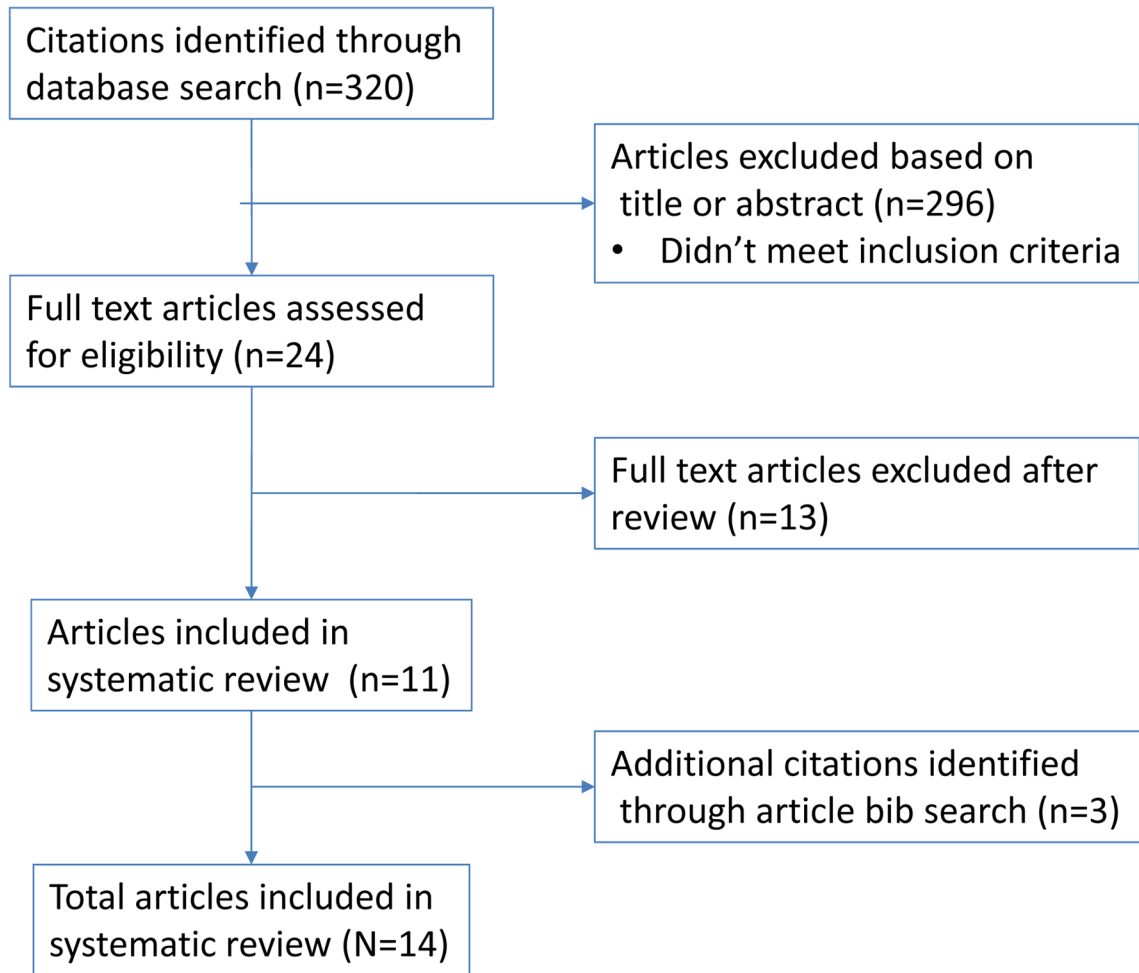 Citations identified through
database search (n=320)
Articles excluded based on
title or abstract (n=296)
• Didn’t meet inclusion criteria
Full text articles assessed
for eligibility (n=24)
Full text articles excluded after
review (n=13)
Articles included in
systematic review  (n=11)
Additional citations identified
through article bib search (n=3)
Total articles included in
systematic review (N=14)